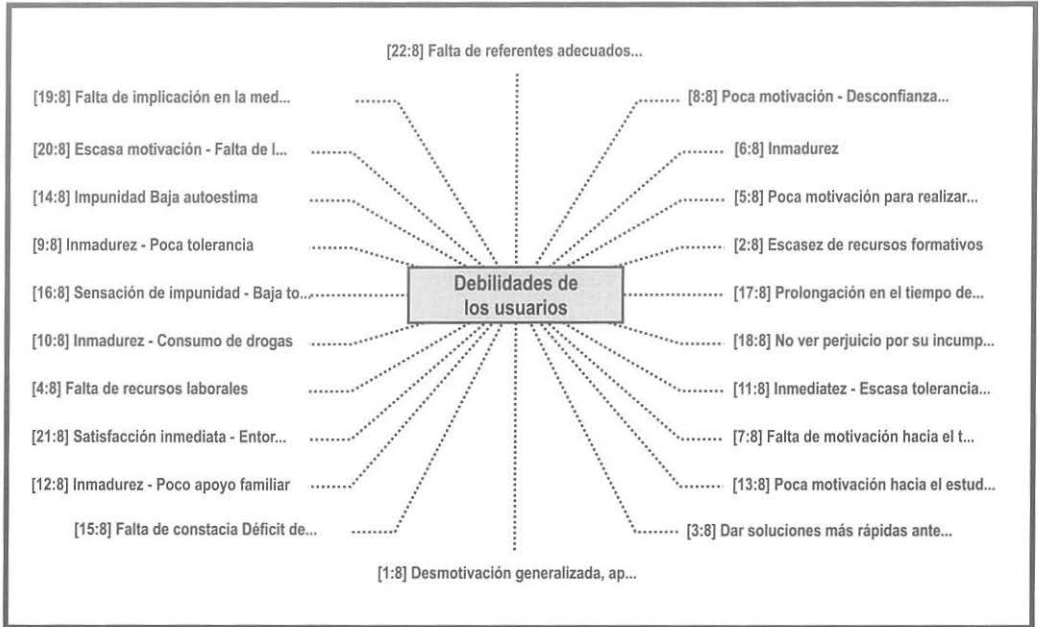 [22:8] Falta de referentes adecuados...
[19:8] Falta de implicación en la med...
[8:8] Poca motivación - Desconfianza...
[20:8] Escasa motivación - Falta de l...
[6:8] Inmadurez
[14:8] Impunidad Baja autoestima
[5:8] Poca motivación para realizar...
[9:8] Inmadurez - Poca tolerancia
[2:8] Escasez de recursos formativos
Debilidades de
los usuarios
[16:8] Sensación de impunidad - Baja to...
[17:8] Prolongación en el tiempo de...
[10:8] Inmadurez - Consumo de drogas
[18:8] No ver perjuicio por su incump...
[4:8] Falta de recursos laborales
[11:8] Inmediatez - Escasa tolerancia...
[21:8] Satisfacción inmediata - Entor...
[7:8] Falta de motivación hacia el t...
[12:8] Inmadurez - Poco apoyo familiar
[13:8] Poca motivación hacia el estud...
[15:8] Falta de constacia Déficit de...
[3:8] Dar soluciones más rápidas ante...
[1:8] Desmotivación generalizada, ap...